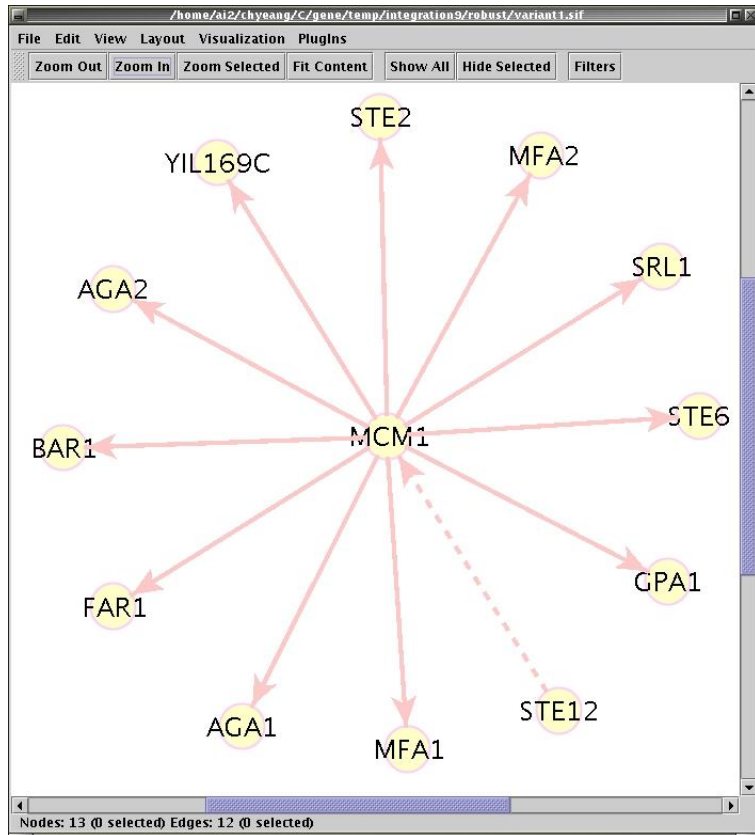 /home/ai2/chyeang/C/gene/temp/integration9/robust/variant1.sif
File Edit View Layout Visualization PlugIns
Zoom Out Zoom In Zoom Selected Fit Content Show All Hide Selected Filters
STE2
MFA2
YIL169C
SRL1
AGA2
STE6
MCM1
BAR1
GPA1
FAR1
STE12
AGA1
MFA1
Nodes: 13 (0 selected) Edges: 12 (0 selected)